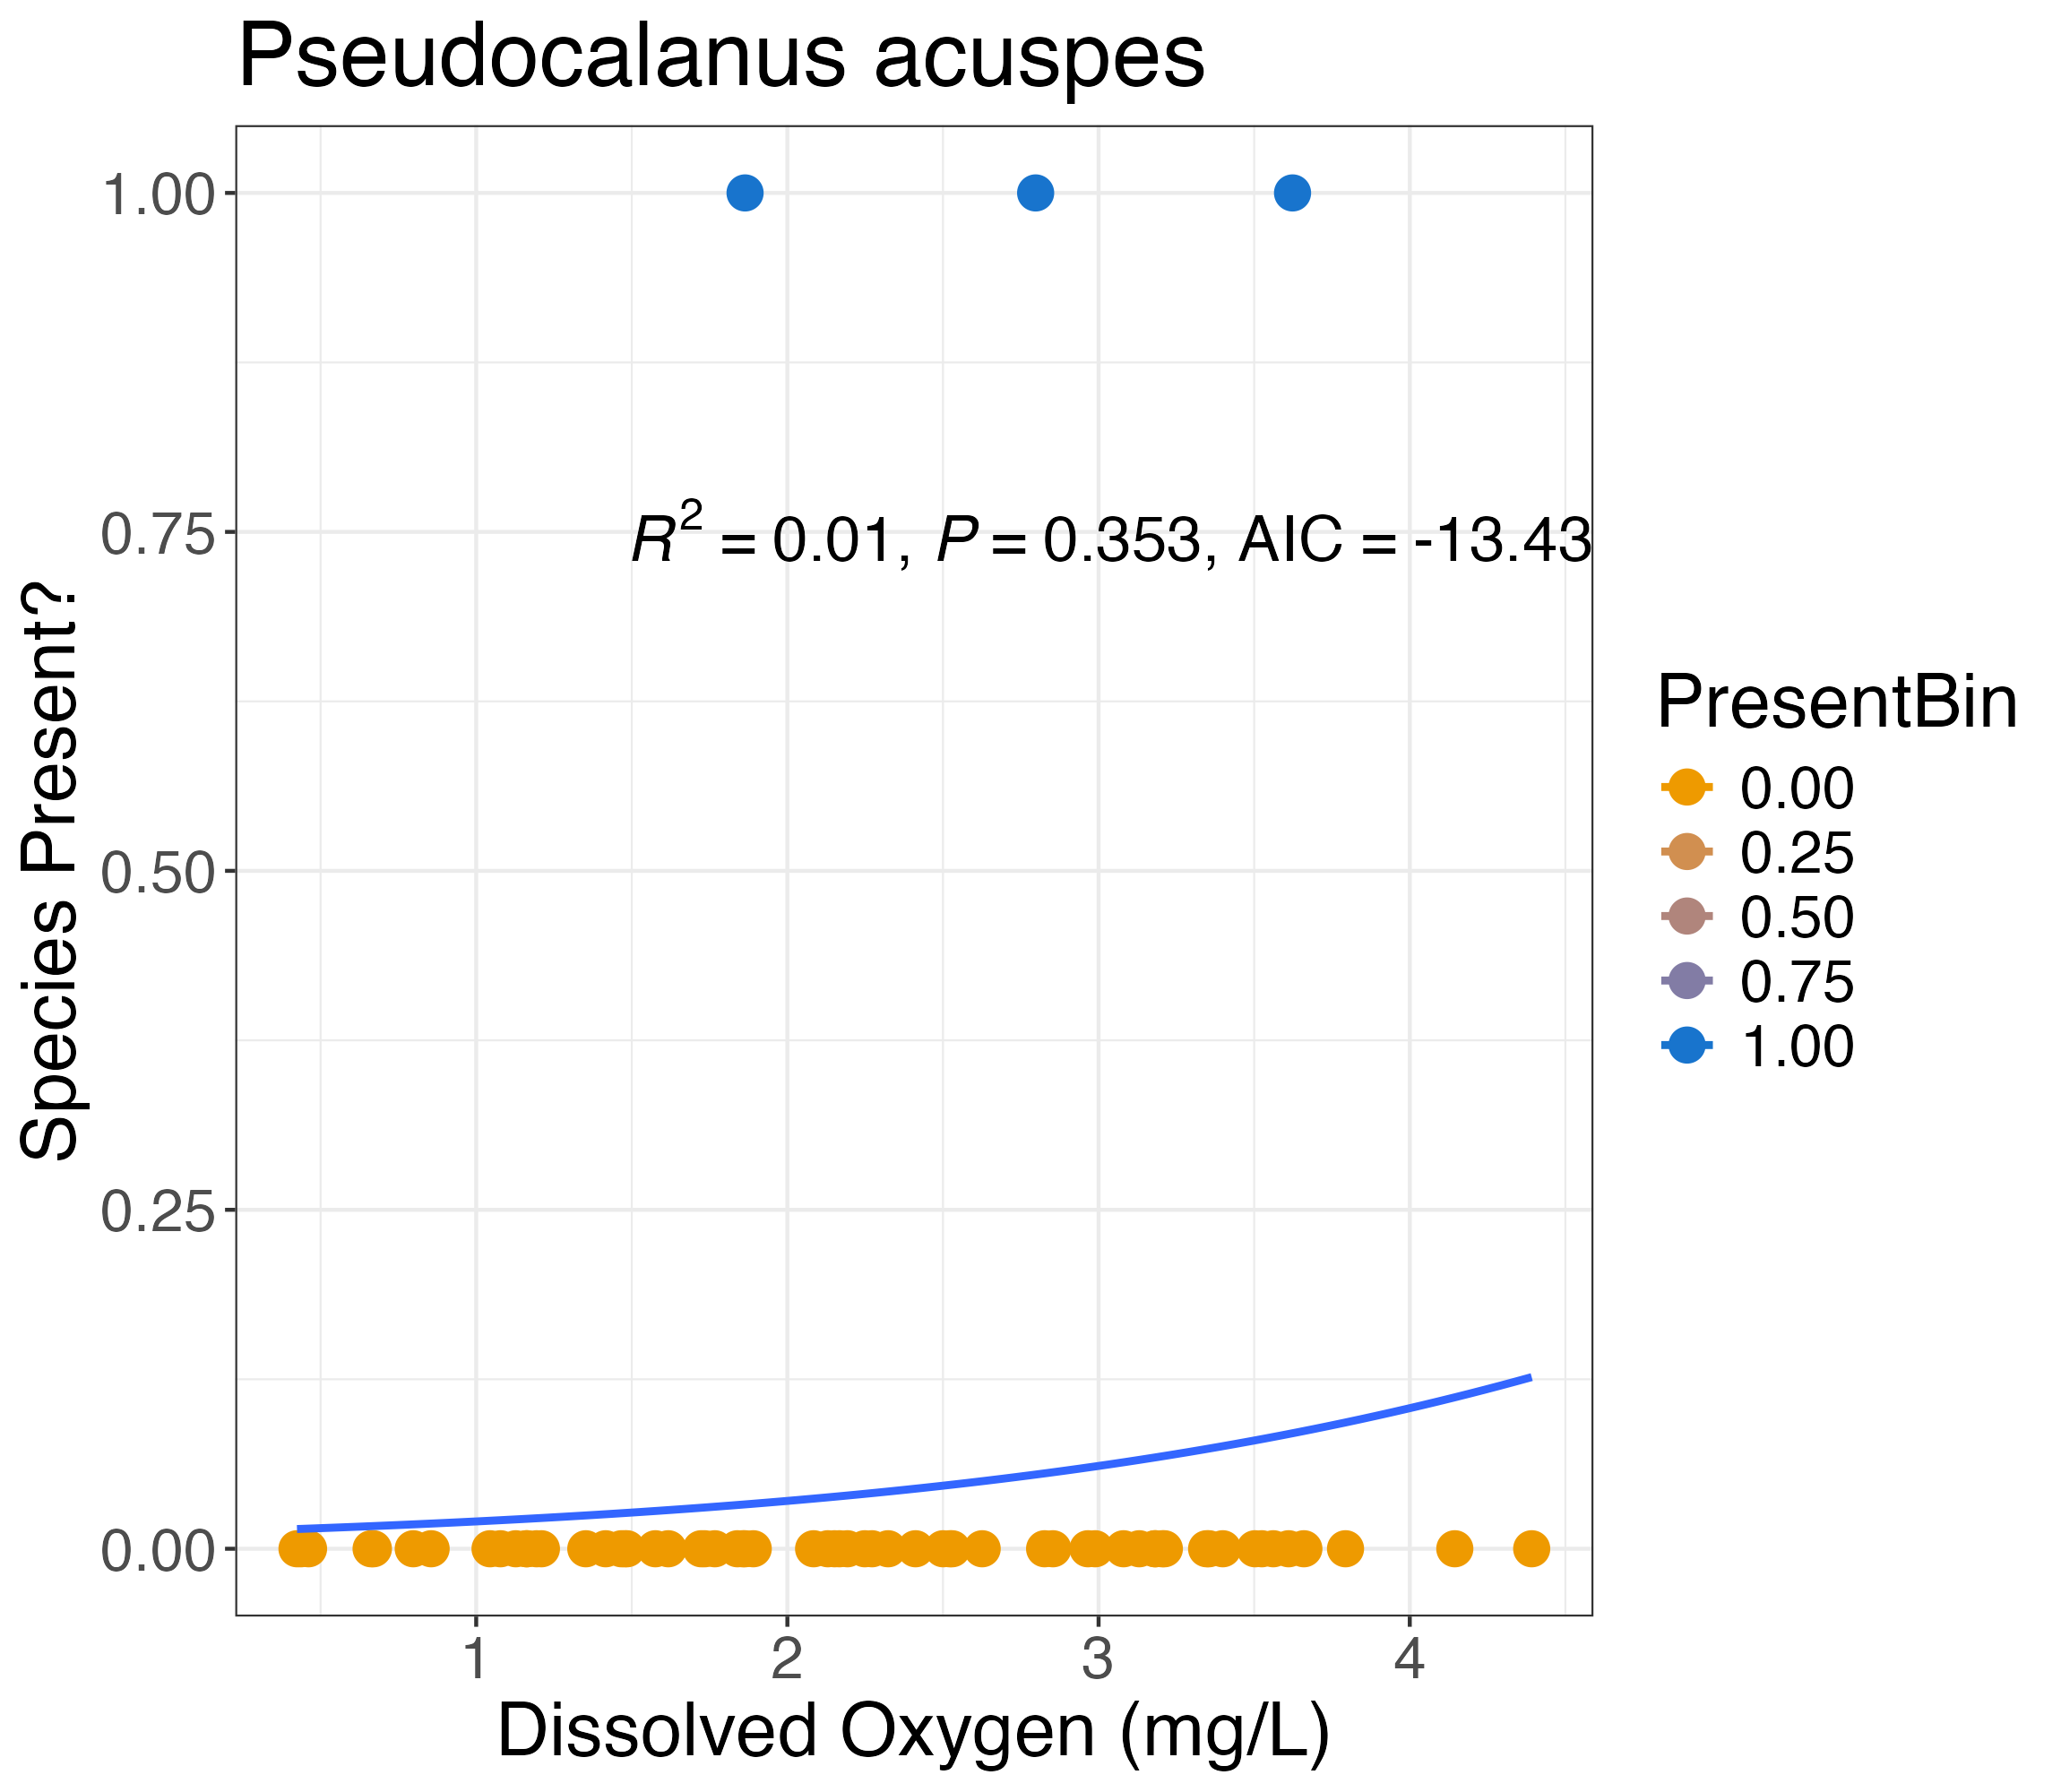 Pseudocalanus acuspes
1.00
0.75
0.50
0.25
0.00
Species Present?
R² = 0.01, P = 0.353, AIC = -13.43
1 2 3 4
Dissolved Oxygen (mg/L)
PresentBin
0.00
0.25
0.50
0.75
1.00